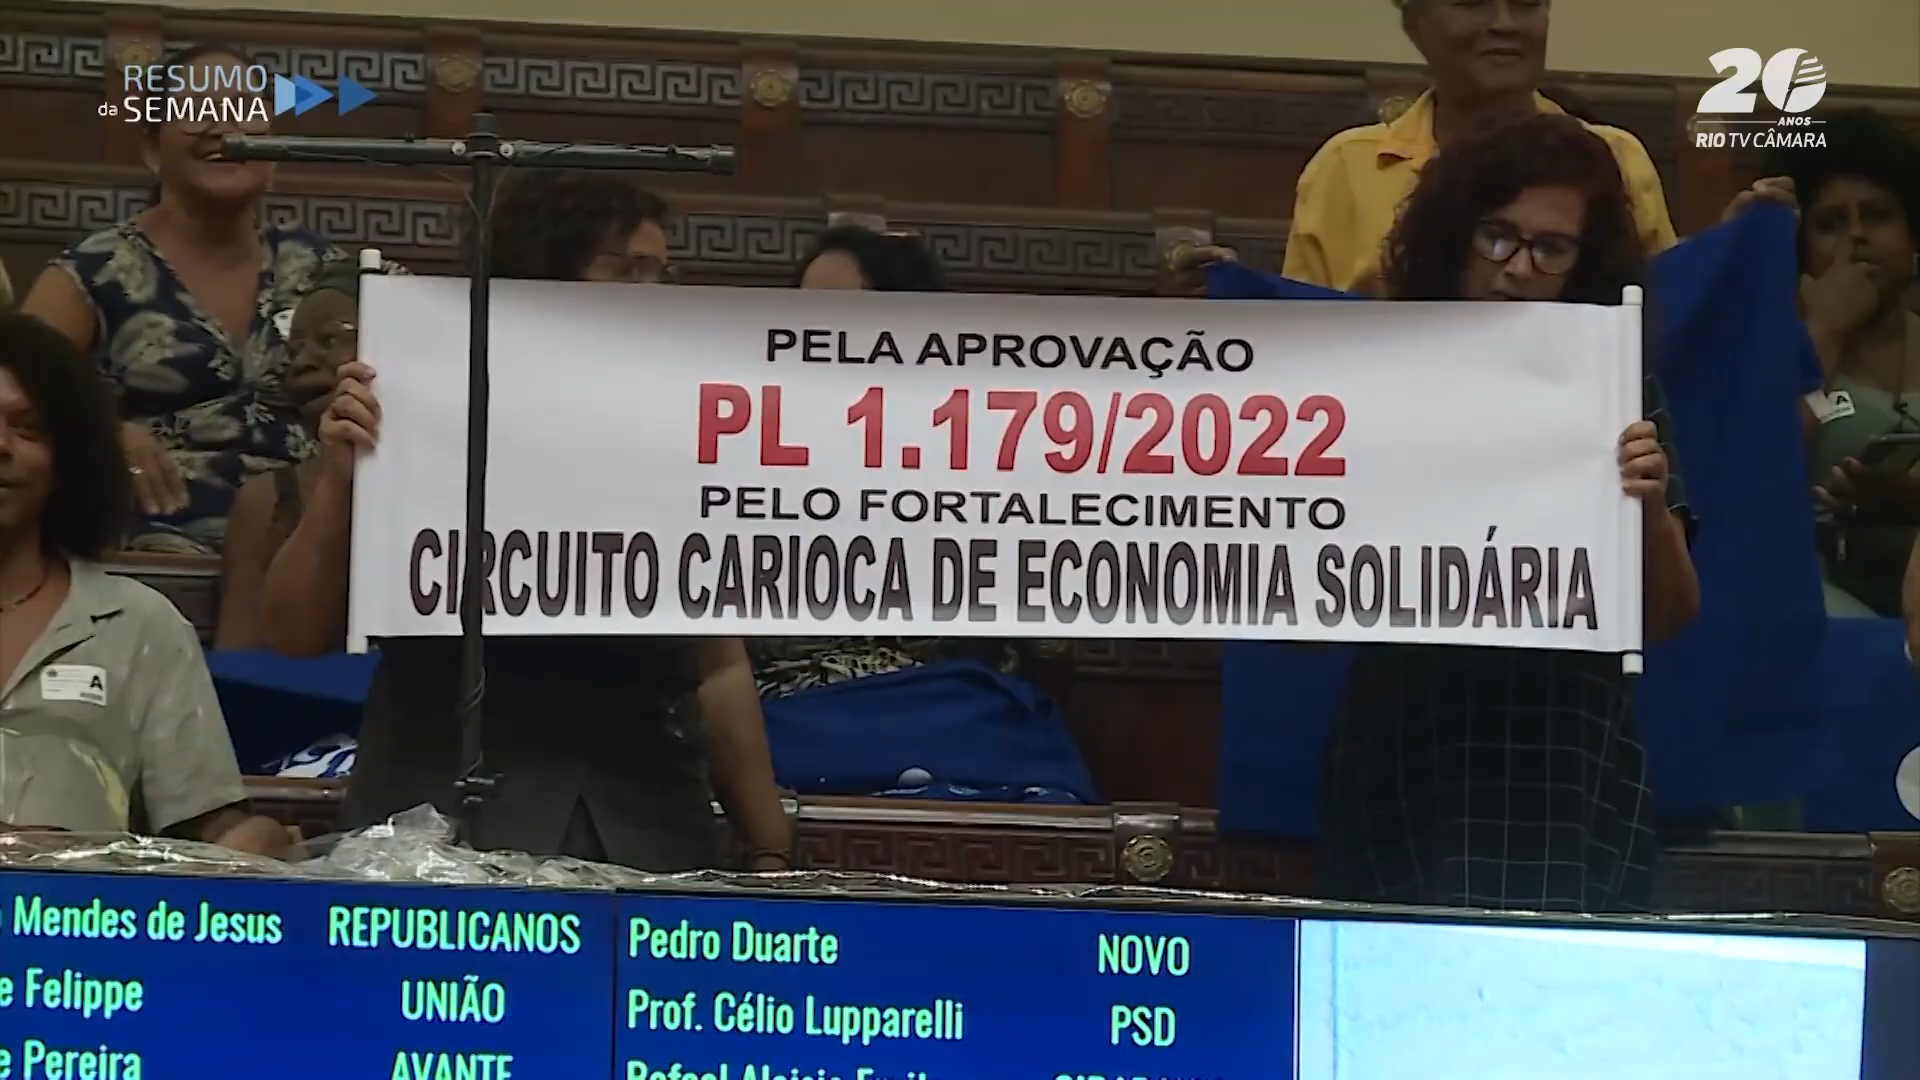 RESUMO
da SEMANA
20
ANOS
RIO TV CÂMARA
PELA APROVAÇÃO
PL 1.179/2022
PELO FORTALECIMENTO
CIRCUITO CARIOCA DE ECONOMIA SOLIDÁRIA
A
A
Mendes de Jesus REPUBLICANOS
e Felippe UNIÃO
e Pereira AVANTE
Pedro Duarte NOVO
Prof. Célio Lupparelli PSD